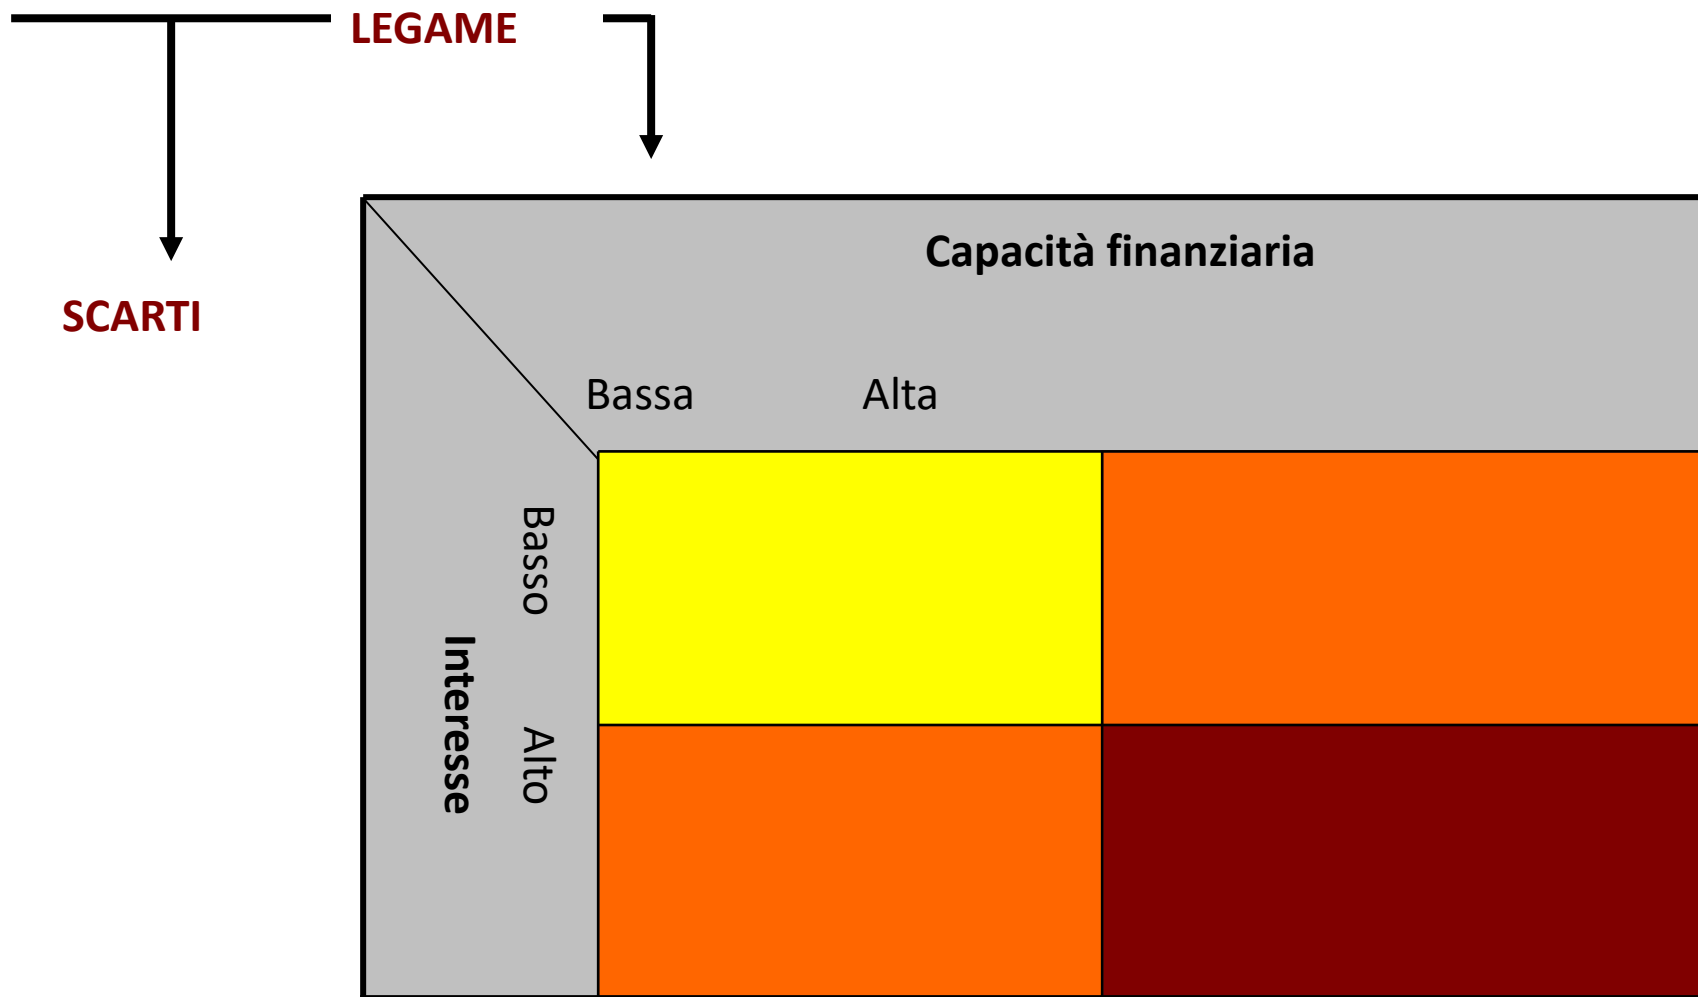 LEGAME
SCARTI
Capacità finanziaria
Bassa
Alta
Basso
Alto
Interesse